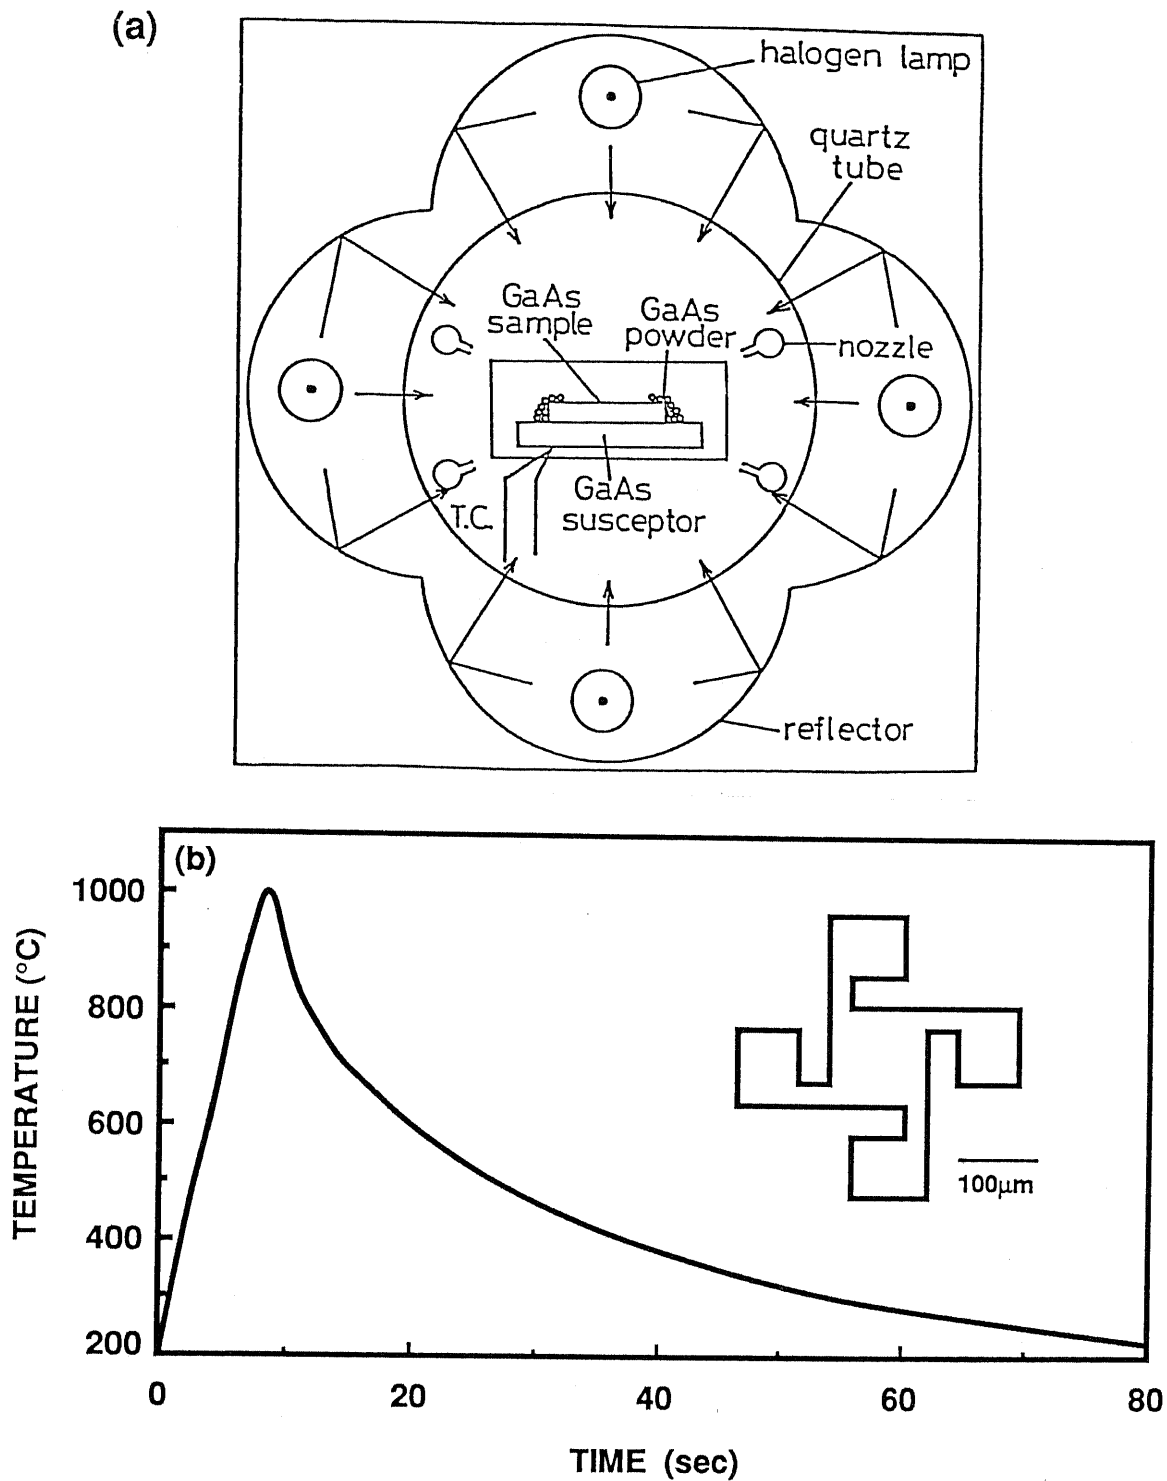 (a)
halogen lamp
quartz
tube
GaAs
sample
GaAs
powder
nozzle
T.C.
GaAs
susceptor
reflector
(b)
1000
800
600
400
200
TEMPERATURE (°C)
100μm
0
20
40
60
80
TIME (sec)